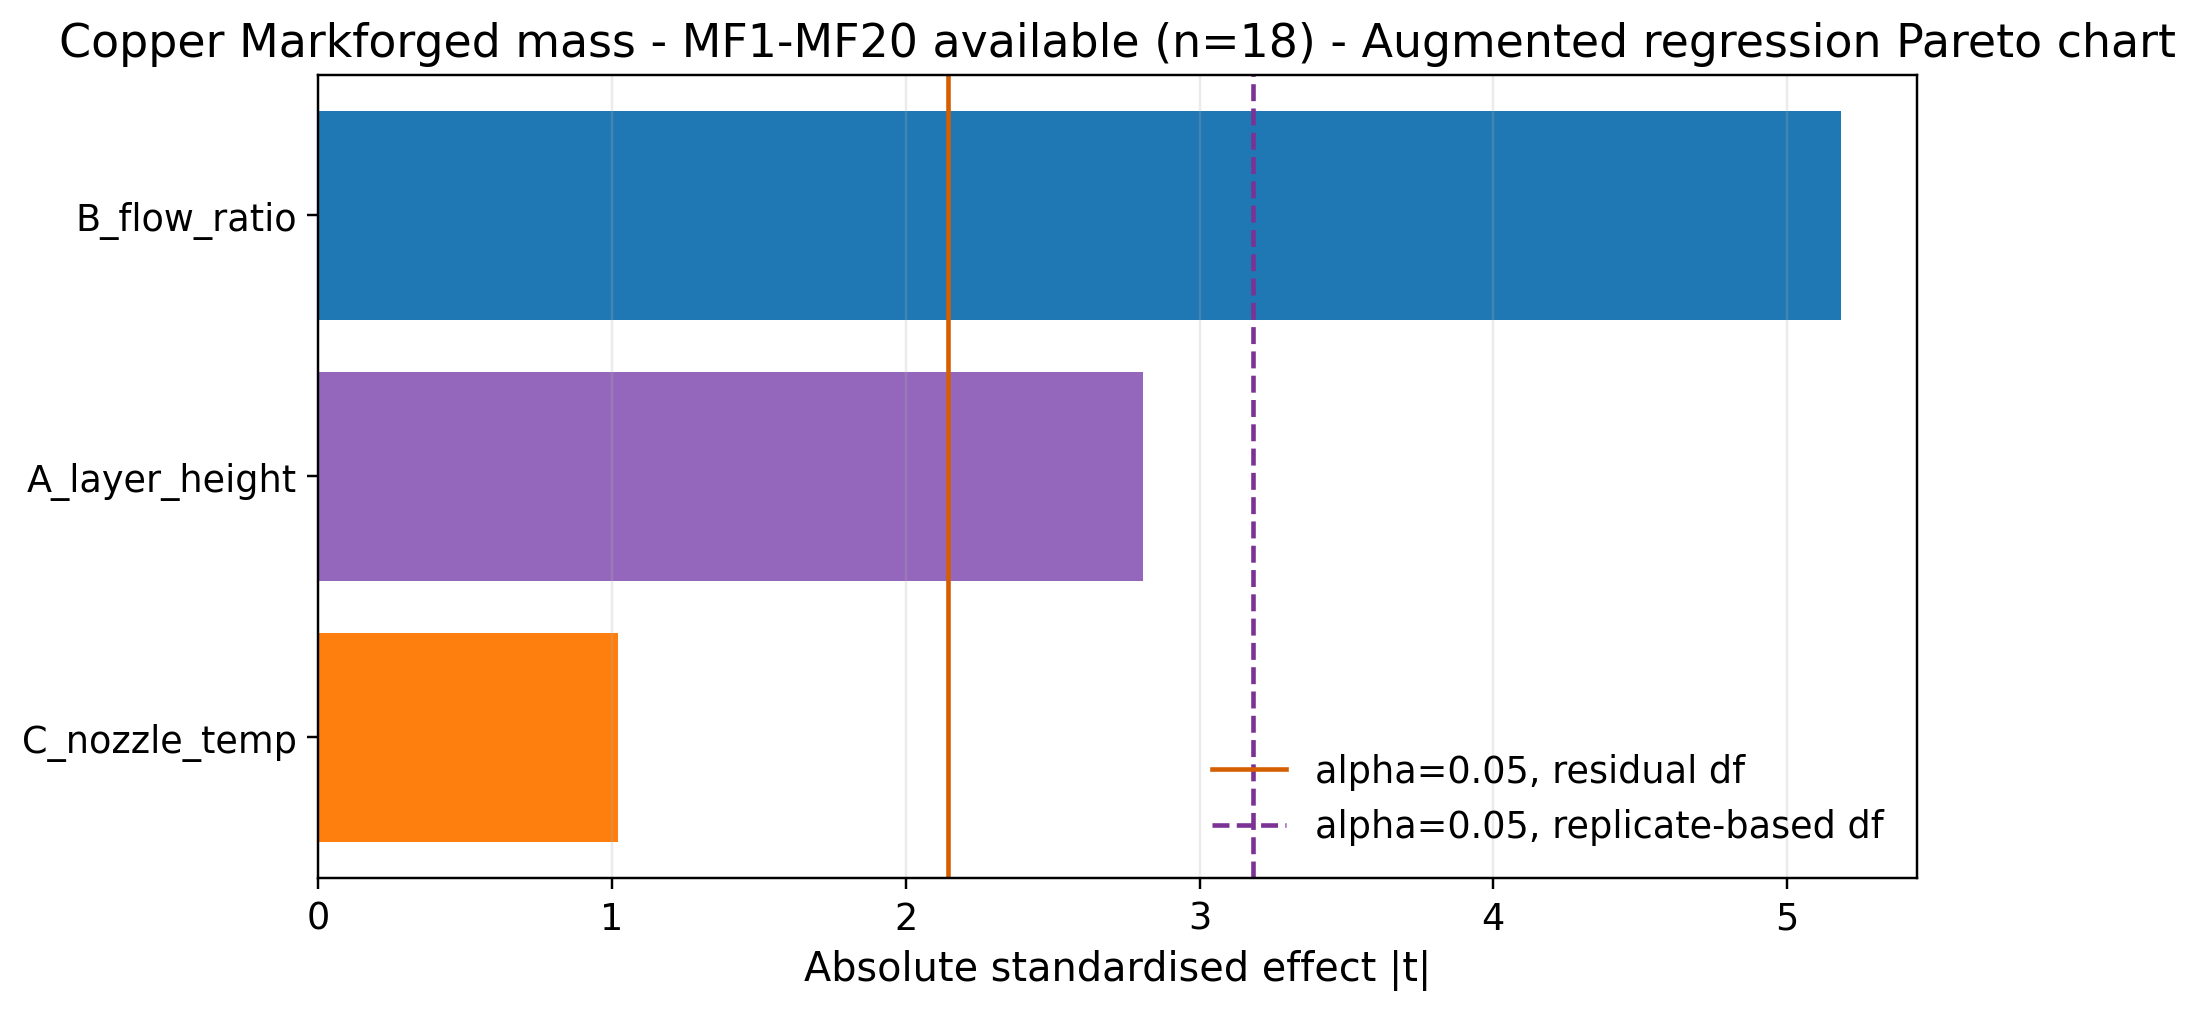 Copper Markforged mass - MF1-MF20 available (n=18) - Augmented regression Pareto chart
B_flow_ratio
A_layer_height
C_nozzle_temp
alpha=0.05, residual df
alpha=0.05, replicate-based df
0 1 2 3 4 5
Absolute standardised effect |t|